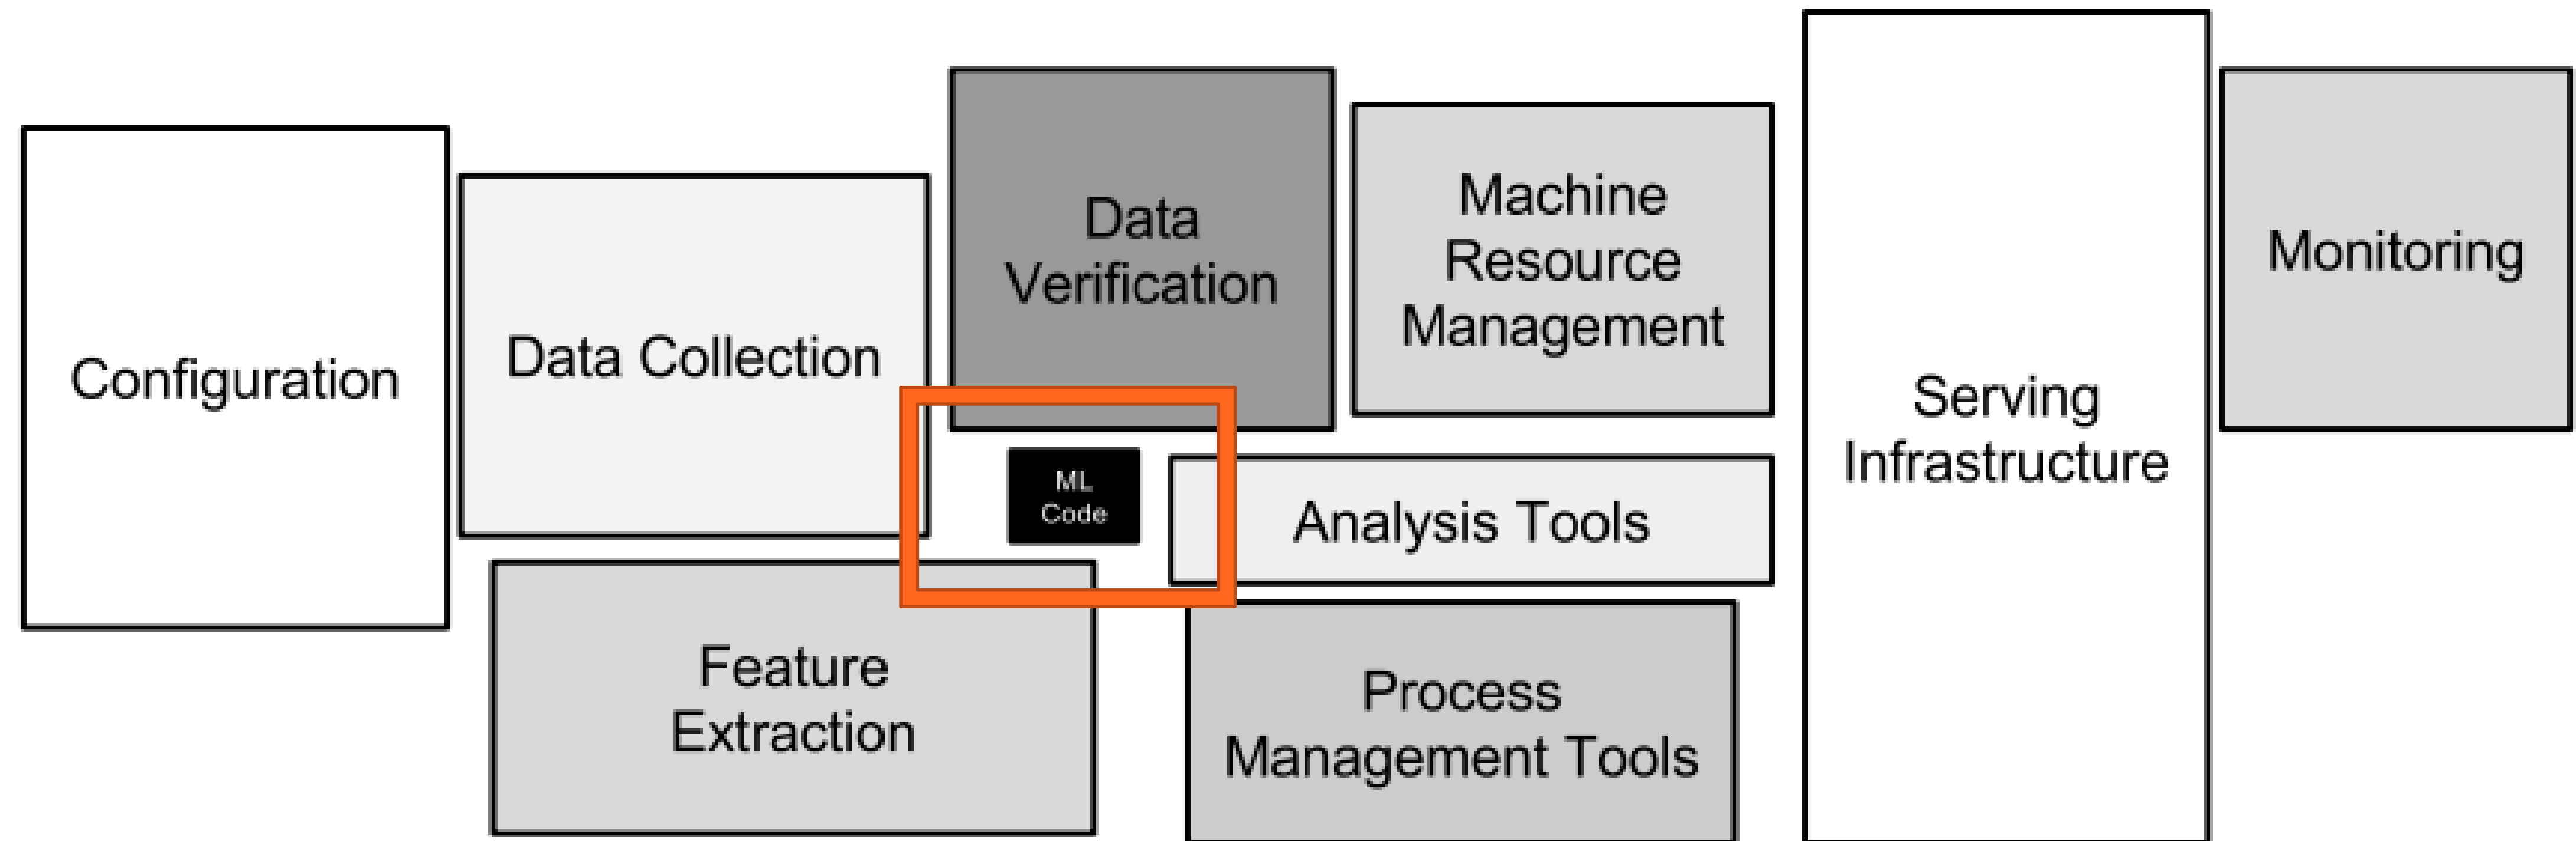 Configuration
Data Collection
Data
Verification
Machine
Resource
Management
Serving
Infrastructure
Monitoring
ML
Code
Analysis Tools
Feature
Extraction
Process
Management Tools